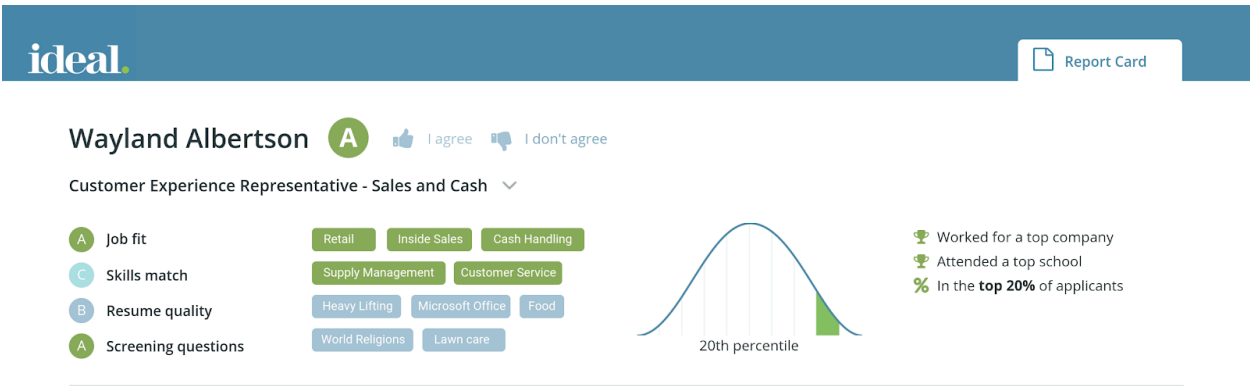 ideal.
Report Card
Wayland Albertson A I agree I don't agree
Customer Experience Representative - Sales and Cash
A Job fit
C Skills match
B Resume quality
A Screening questions
Retail Inside Sales Cash Handling
Supply Management Customer Service
Heavy Lifting Microsoft Office Food
World Religions Lawn care
20th percentile
Worked for a top company
Attended a top school
% In the top 20% of applicants